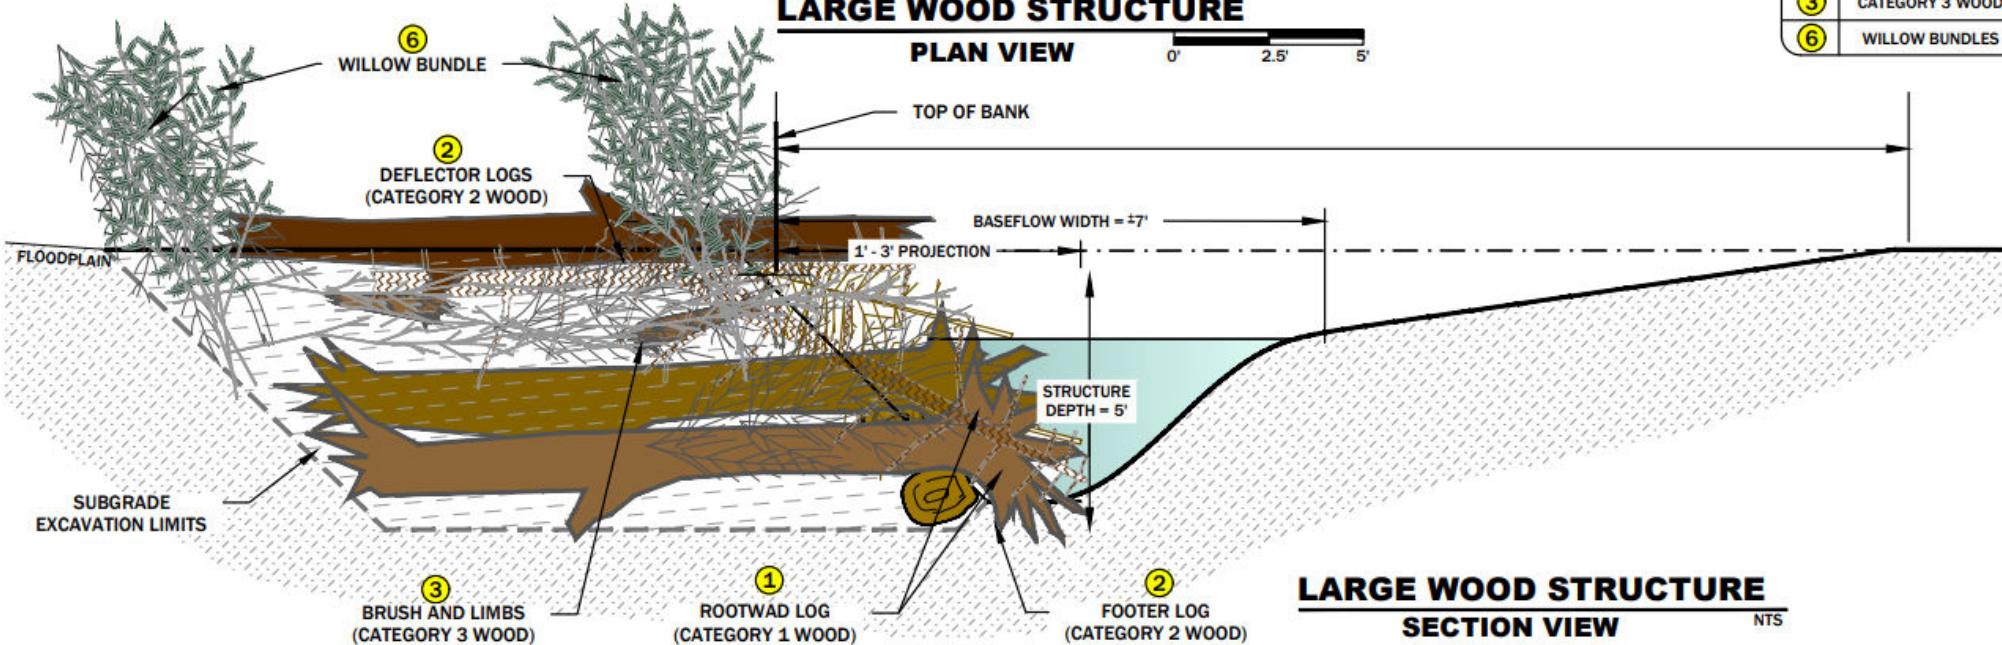 LARGE WOOD STRUCTURE
PLAN VIEW
0' 2.5' 5'
3 CATEGORY 3 WOOD
6 WILLOW BUNDLES
6
WILLOW BUNDLE
TOP OF BANK
2
DEFLECTOR LOGS
(CATEGORY 2 WOOD)
BASEFLOW WIDTH = ±7'
1' - 3' PROJECTION
FLOODPLAIN
STRUCTURE
DEPTH = 5'
SUBGRADE
EXCAVATION LIMITS
3
BRUSH AND LIMBS
(CATEGORY 3 WOOD)
1
ROOTWAD LOG
(CATEGORY 1 WOOD)
2
FOOTER LOG
(CATEGORY 2 WOOD)
LARGE WOOD STRUCTURE
SECTION VIEW
NTS